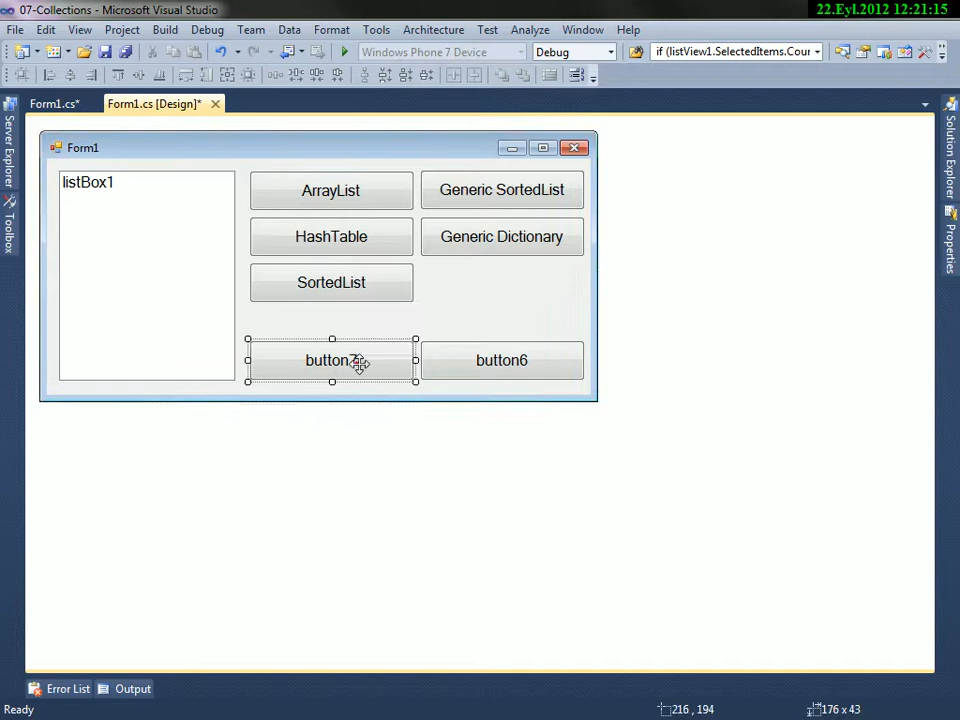 07-Collections - Microsoft Visual Studio
22.Eyl.2012 12:21:15
File Edit View Project Build Debug Team Data Format Tools Architecture Test Analyze Window Help
Windows Phone 7 Device Debug if (listView1.SelectedItems.Cour
Form1.cs* Form1.cs [Design]*
Server Explorer
Toolbox
Solution Explorer
Properties
Form1
listBox1
ArrayList Generic SortedList
HashTable Generic Dictionary
SortedList
button7 button6
Error List Output
Ready 216 , 194 176 x 43